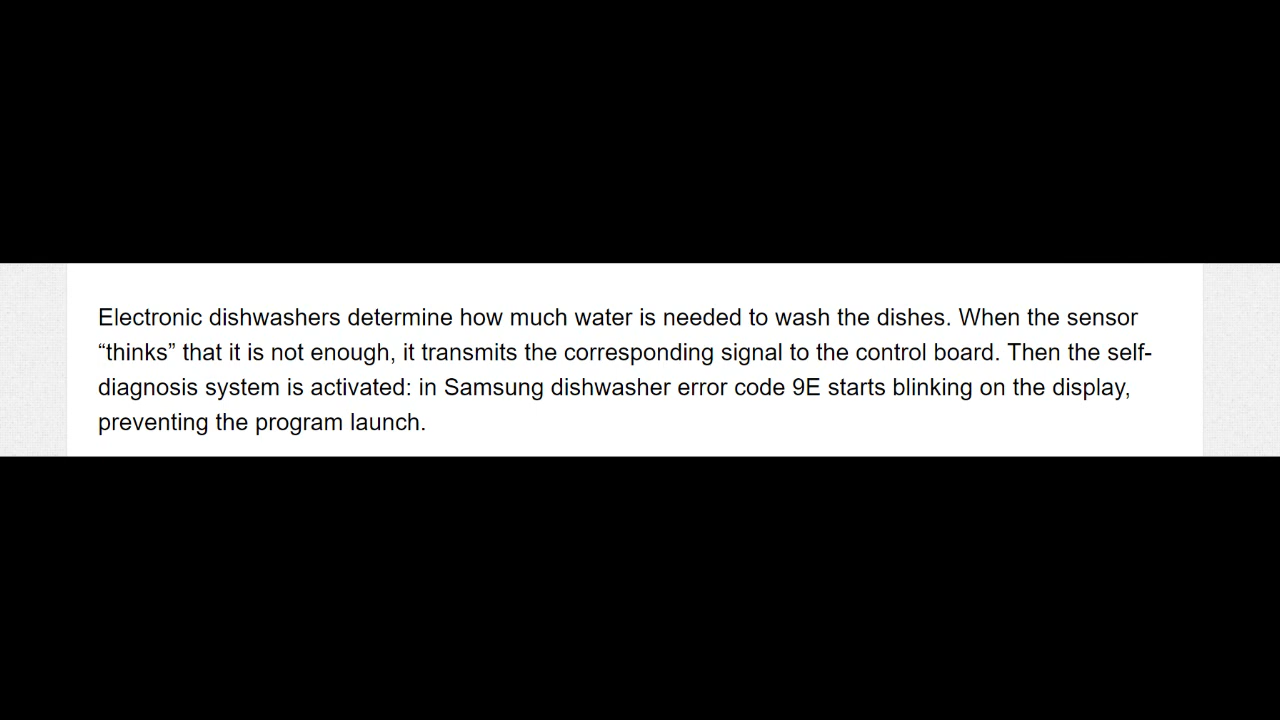 Electronic dishwashers determine how much water is needed to wash the dishes. When the sensor
“thinks” that it is not enough, it transmits the corresponding signal to the control board. Then the self-
diagnosis system is activated: in Samsung dishwasher error code 9E starts blinking on the display,
preventing the program launch.